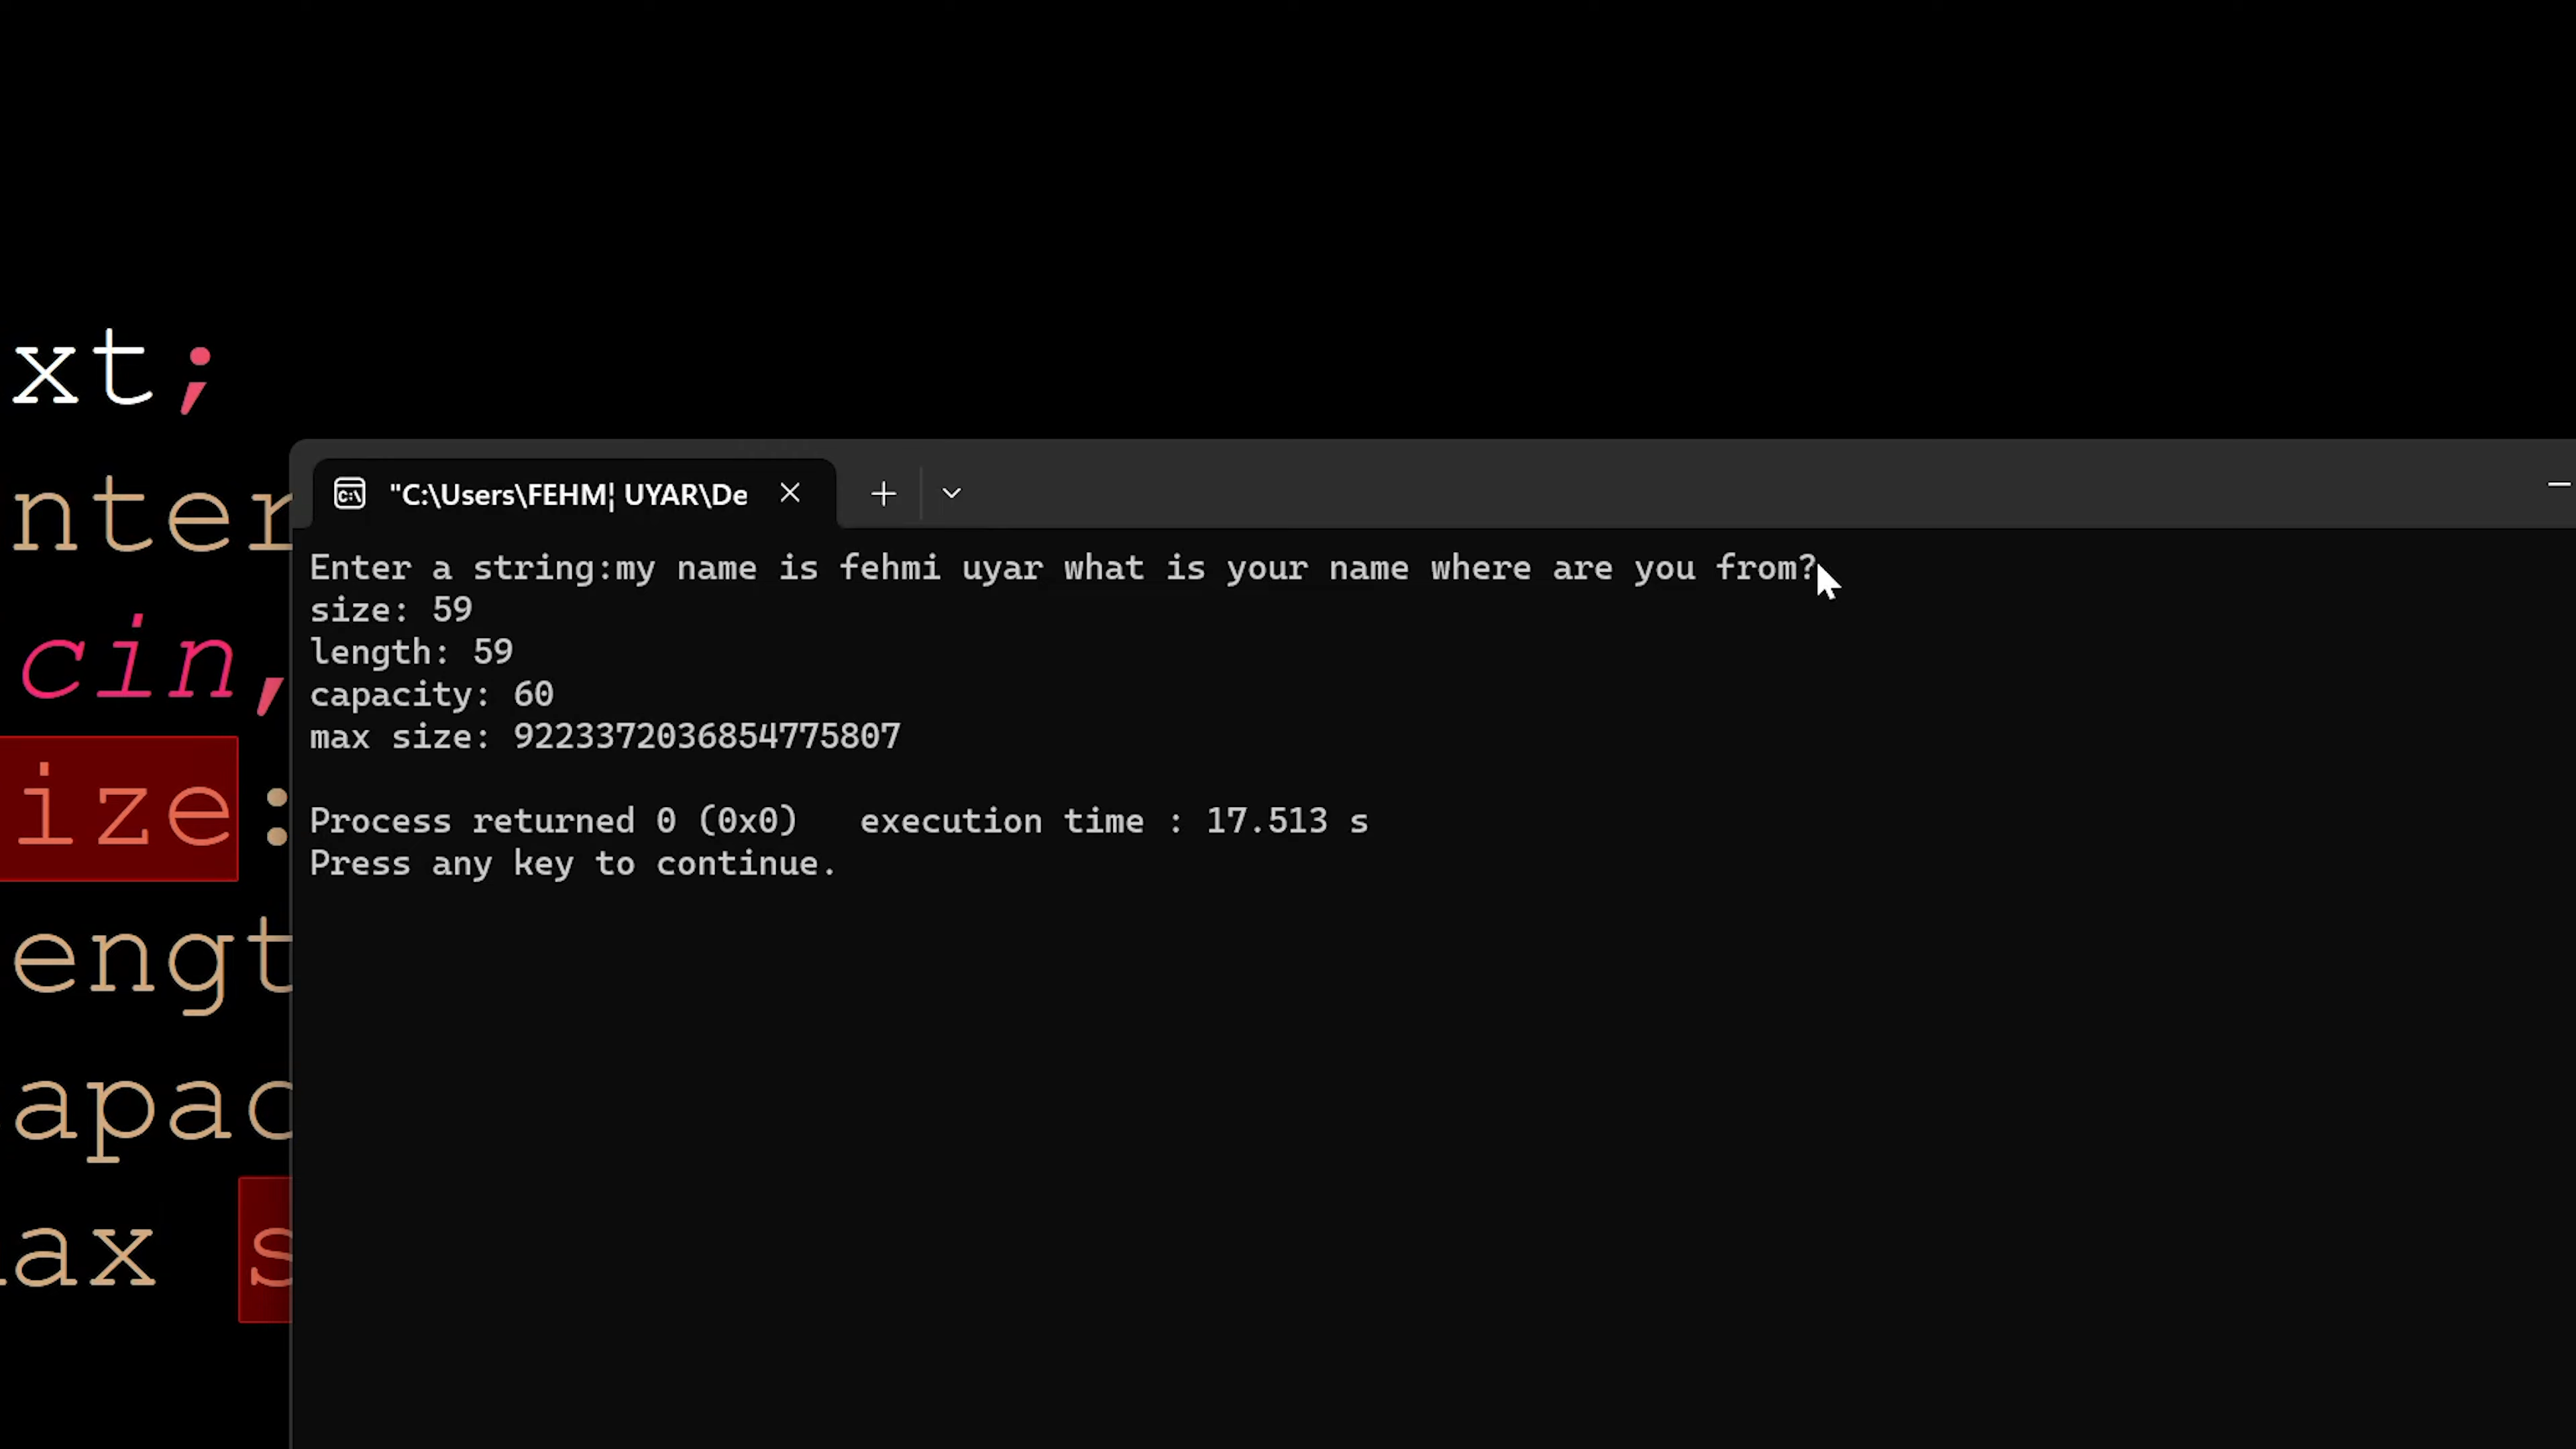 xt;
nter
cin,
ize:
engt
apac
ax s
"C:\Users\FEHM¦ UYAR\De
Enter a string:my name is fehmi uyar what is your name where are you from?
size: 59
length: 59
capacity: 60
max size: 9223372036854775807
Process returned 0 (0x0)   execution time : 17.513 s
Press any key to continue.